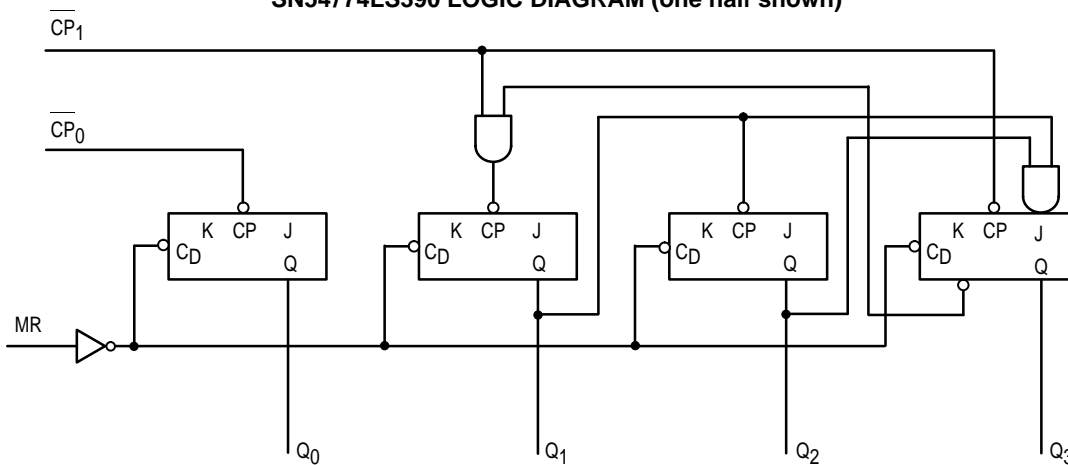 SN54/74LS390 LOGIC DIAGRAM (one half shown)
CP1
CP0
K CP J
CD
Q
K CP J
CD
Q
K CP J
CD
Q
K CP J
CD
Q
MR
Q0
Q1
Q2
Q3